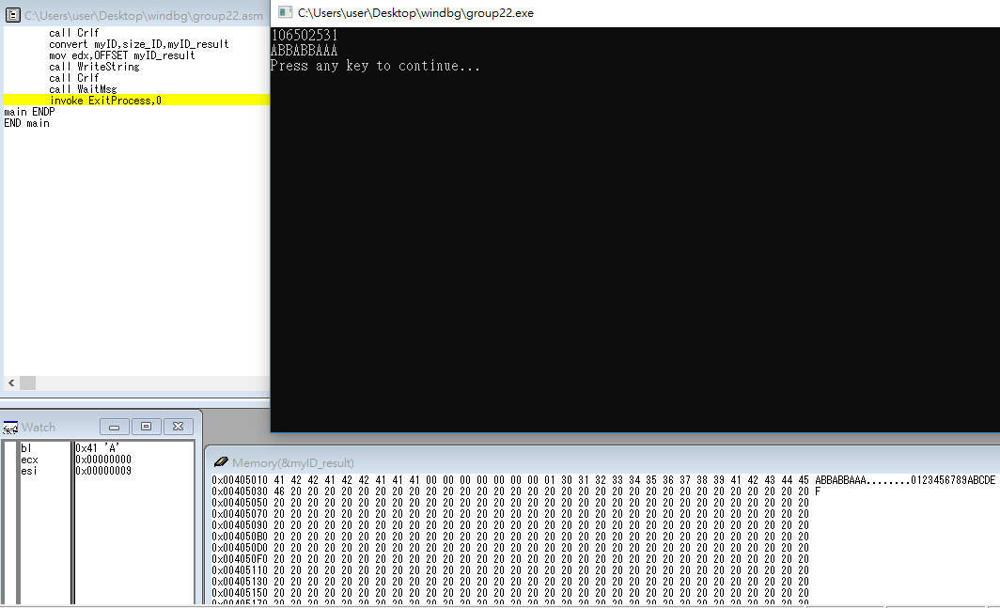 C:\Users\user\Desktop\windbg\group22.asm
call Crlf
convert myID,size_ID,myID_result
mov edx,OFFSET myID_result
call WriteString
call Crlf
call WaitMsg
invoke ExitProcess,0
main ENDP
END main
C:\Users\user\Desktop\windbg\group22.exe
106502531
ABBABBAAA
Press any key to continue...
Watch
bl 0x41 'A'
ecx 0x00000000
esi 0x00000009
Memory(&myID_result)
0x00405010 41 42 42 41 42 42 41 41 41 00 00 00 00 00 00 00 01 30 31 32 33 34 35 36 37 38 39 41 42 43 44 45 ABBABBAAA........0123456789ABCDE
0x00405030 46 20 20 20 20 20 20 20 20 20 20 20 20 20 20 20 20 20 20 20 20 20 20 20 20 20 20 20 20 20 20 20 F
0x00405050 20 20 20 20 20 20 20 20 20 20 20 20 20 20 20 20 20 20 20 20 20 20 20 20 20 20 20 20 20 20 20 20
0x00405070 20 20 20 20 20 20 20 20 20 20 20 20 20 20 20 20 20 20 20 20 20 20 20 20 20 20 20 20 20 20 20 20
0x00405090 20 20 20 20 20 20 20 20 20 20 20 20 20 20 20 20 20 20 20 20 20 20 20 20 20 20 20 20 20 20 20 20
0x004050B0 20 20 20 20 20 20 20 20 20 20 20 20 20 20 20 20 20 20 20 20 20 20 20 20 20 20 20 20 20 20 20 20
0x004050D0 20 20 20 20 20 20 20 20 20 20 20 20 20 20 20 20 20 20 20 20 20 20 20 20 20 20 20 20 20 20 20 20
0x004050F0 20 20 20 20 20 20 20 20 20 20 20 20 20 20 20 20 20 20 20 20 20 20 20 20 20 20 20 20 20 20 20 20
0x00405110 20 20 20 20 20 20 20 20 20 20 20 20 20 20 20 20 20 20 20 20 20 20 20 20 20 20 20 20 20 20 20 20
0x00405130 20 20 20 20 20 20 20 20 20 20 20 20 20 20 20 20 20 20 20 20 20 20 20 20 20 20 20 20 20 20 20 20
0x00405150 20 20 20 20 20 20 20 20 20 20 20 20 20 20 20 20 20 20 20 20 20 20 20 20 20 20 20 20 20 20 20 20